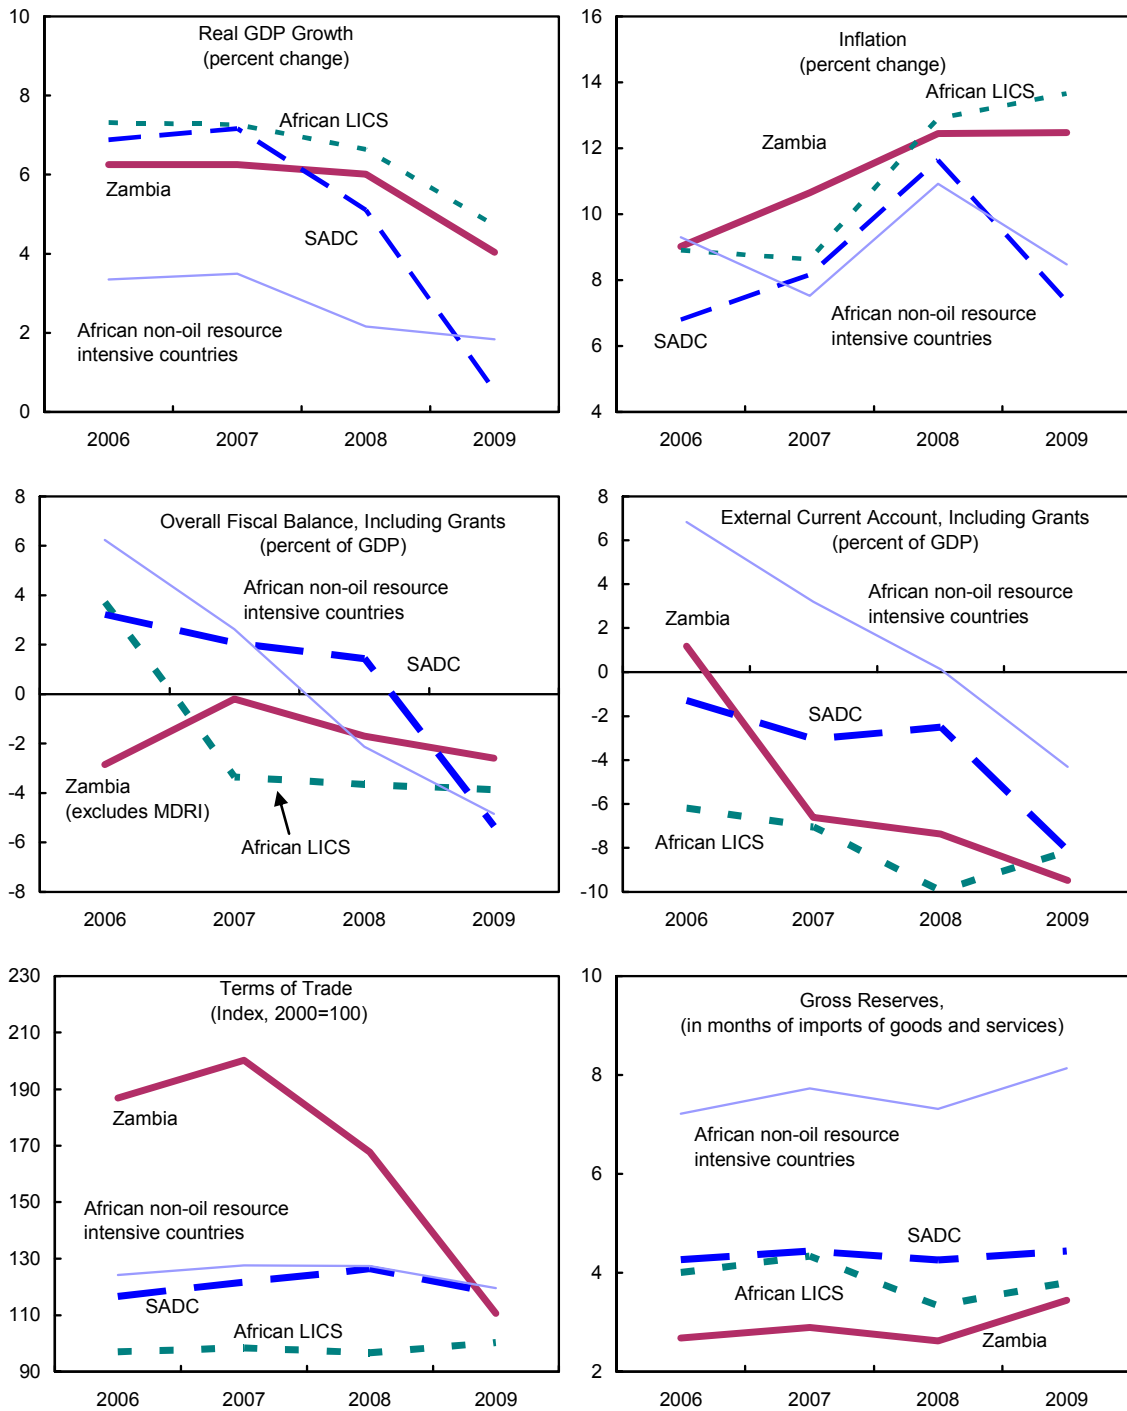 Real GDP Growth
(percent change)
10
8
6
4
2
0
African LICS
Zambia
SADC
African non-oil resource
intensive countries
2006 2007 2008 2009
Inflation
(percent change)
16
14
12
10
8
6
4
African LICS
Zambia
African non-oil resource
intensive countries
SADC
2006 2007 2008 2009
Overall Fiscal Balance, Including Grants
(percent of GDP)
8
6
4
2
0
-2
-4
-6
-8
African non-oil resource
intensive countries
SADC
Zambia
(excludes MDRI)
African LICS
2006 2007 2008 2009
External Current Account, Including Grants
(percent of GDP)
8
6
4
2
0
-2
-4
-6
-8
-10
African non-oil resource
intensive countries
Zambia
SADC
African LICS
2006 2007 2008 2009
Terms of Trade
(Index, 2000=100)
230
210
190
170
150
130
110
90
Zambia
African non-oil resource
intensive countries
SADC
African LICS
2006 2007 2008 2009
Gross Reserves,
(in months of imports of goods and services)
10
8
6
4
2
African non-oil resource
intensive countries
SADC
African LICS
Zambia
2006 2007 2008 2009